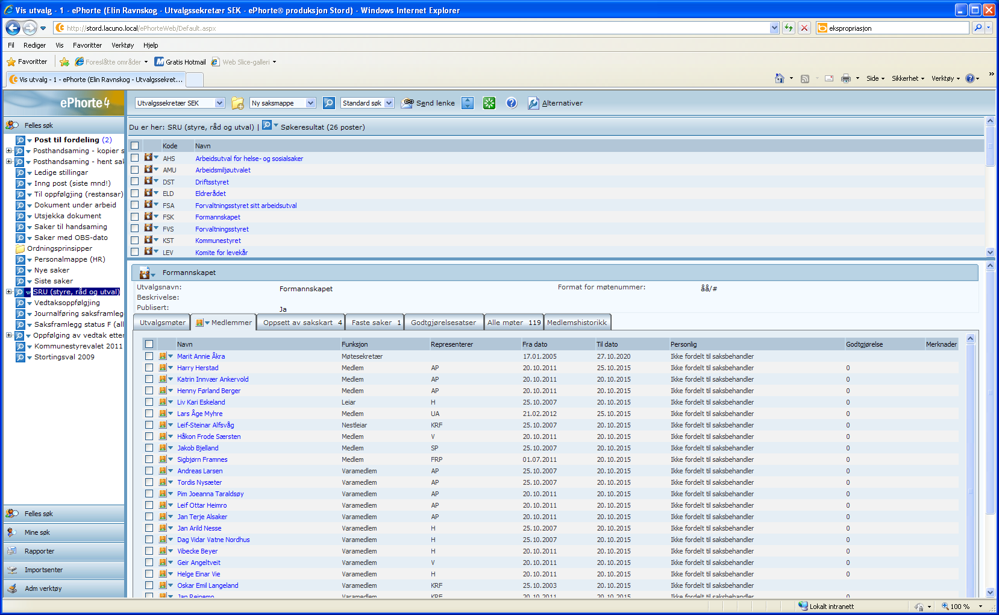 Vis utvalg - 1 - ePhorte (Elin Ravnskog - Utvalgssekretær SEK - ePhorte® produksjon Stord) - Windows Internet Explorer
http://stord.lacuno.local/ePhorteWeb/Default.aspx
ekspropriasjon
Fil Rediger Vis Favoritter Verktøy Hjelp
Favoritter Foreslåtte områder Gratis Hotmail Web Slice-galleri
Vis utvalg - 1 - ePhorte (Elin Ravnskog - Utvalgssekret...
Side Sikkerhet Verktøy
ePhorte 4
Utvalgssekretær SEK Ny saksmappe Standard søk Send lenke Alternativer
Felles søk
Post til fordeling (2)
Posthandsaming - kopier s
Posthandsaming - hent sak
Ledige stillingar
Inng post (siste mnd!)
Til oppfølgjing (restansar)
Dokument under arbeid
Utsjekka dokument
Saker til handsaming
Saker med OBS-dato
Ordningsprinsipper
Personalmappe (HR)
Nye saker
Siste saker
SRU (styre, råd og utval)
Vedtaksoppfølgjing
Journalføring saksframleg
Saksframlegg status F (all
Oppfølging av vedtak etter
Kommunestyrevalet 2011
Stortingsval 2009
Felles søk
Mine søk
Rapporter
Importsenter
Adm verktøy
Du er her: SRU (styre, råd og utval) | Søkeresultat (26 poster)
Kode Navn
AHS Arbeidsutval for helse- og sosialsaker
AMU Arbeidsmiljøutvalet
DST Driftsstyret
ELD Eldrerådet
FSA Forvaltningsstyret sitt arbeidsutval
FSK Formannskapet
FVS Forvaltningsstyret
KST Kommunestyret
LEV Komite for levekår
Formannskapet
Utvalgsnavn: Formannskapet Format for møtenummer: åå/#
Beskrivelse:
Publisert: Ja
Utvalgsmøter Medlemmer Oppsett av sakskart 4 Faste saker 1 Godtgjørelsesatser Alle møter 119 Medlemshistorikk
Navn Funksjon Representerer Fra dato Til dato Personlig Godtgjørelse Merknader
Marit Annie Åkra Møtesekretær 17.01.2005 27.10.2020 Ikke fordelt til saksbehandler
Harry Herstad Medlem AP 20.10.2011 25.10.2015 Ikke fordelt til saksbehandler 0
Katrin Innvær Ankervold Medlem AP 20.10.2011 20.10.2015 Ikke fordelt til saksbehandler 0
Henny Førland Berger Medlem AP 20.10.2011 20.10.2015 Ikke fordelt til saksbehandler 0
Liv Kari Eskeland Leiar H 25.10.2007 20.10.2015 Ikke fordelt til saksbehandler 0
Lars Åge Myhre Medlem UA 21.02.2012 25.10.2015 Ikke fordelt til saksbehandler 0
Leif-Steinar Alfsvåg Nestleiar KRF 25.10.2007 20.10.2015 Ikke fordelt til saksbehandler 0
Håkon Frode Særsten Medlem V 20.10.2011 20.10.2015 Ikke fordelt til saksbehandler 0
Jakob Bjelland Medlem SP 25.10.2007 20.10.2015 Ikke fordelt til saksbehandler 0
Sigbjørn Framnes Medlem FRP 01.07.2011 20.10.2015 Ikke fordelt til saksbehandler 0
Andreas Larsen Varamedlem AP 25.10.2007 20.10.2015 Ikke fordelt til saksbehandler 0
Tordis Nysæter Varamedlem AP 25.10.2007 20.10.2015 Ikke fordelt til saksbehandler 0
Pim Joeanna Taraldsøy Varamedlem AP 20.10.2011 20.10.2015 Ikke fordelt til saksbehandler 0
Leif Ottar Heimro Varamedlem AP 20.10.2011 20.10.2015 Ikke fordelt til saksbehandler 0
Jan Terje Alsaker Varamedlem AP 20.10.2011 20.10.2015 Ikke fordelt til saksbehandler 0
Jan Arild Nesse Varamedlem H 25.10.2007 20.10.2015 Ikke fordelt til saksbehandler 0
Dag Vidar Vatne Nordhus Varamedlem H 25.10.2007 20.10.2015 Ikke fordelt til saksbehandler 0
Vibecke Beyer Varamedlem H 20.10.2011 20.10.2015 Ikke fordelt til saksbehandler 0
Geir Angeltveit Varamedlem V 20.10.2011 20.10.2015 Ikke fordelt til saksbehandler 0
Helge Einar Vie Varamedlem H 20.10.2011 20.10.2015 Ikke fordelt til saksbehandler 0
Oskar Emil Langeland Varamedlem KRF 25.10.2003 20.10.2015 Ikke fordelt til saksbehandler 0
Jan Reinemo Varamedlem KRF 20.10.2011 20.10.2015 Ikke fordelt til saksbehandler 0
Lokalt intranett 100 %